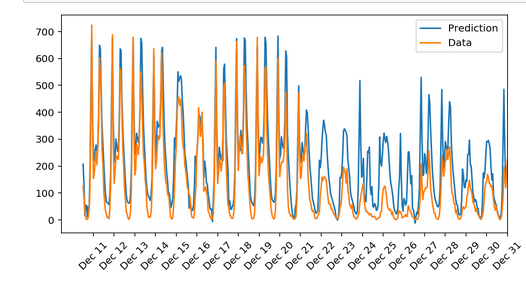 Prediction
Data
700
600
500
400
300
200
100
0
Dec 11
Dec 12
Dec 13
Dec 14
Dec 15
Dec 16
Dec 17
Dec 18
Dec 19
Dec 20
Dec 21
Dec 22
Dec 23
Dec 24
Dec 25
Dec 26
Dec 27
Dec 28
Dec 29
Dec 30
Dec 31